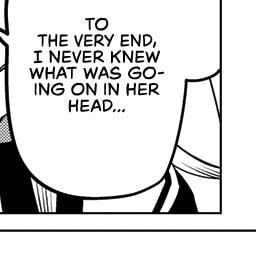 TO
THE VERY END,
I NEVER KNEW
WHAT WAS GO-
ING ON IN HER
HEAD...